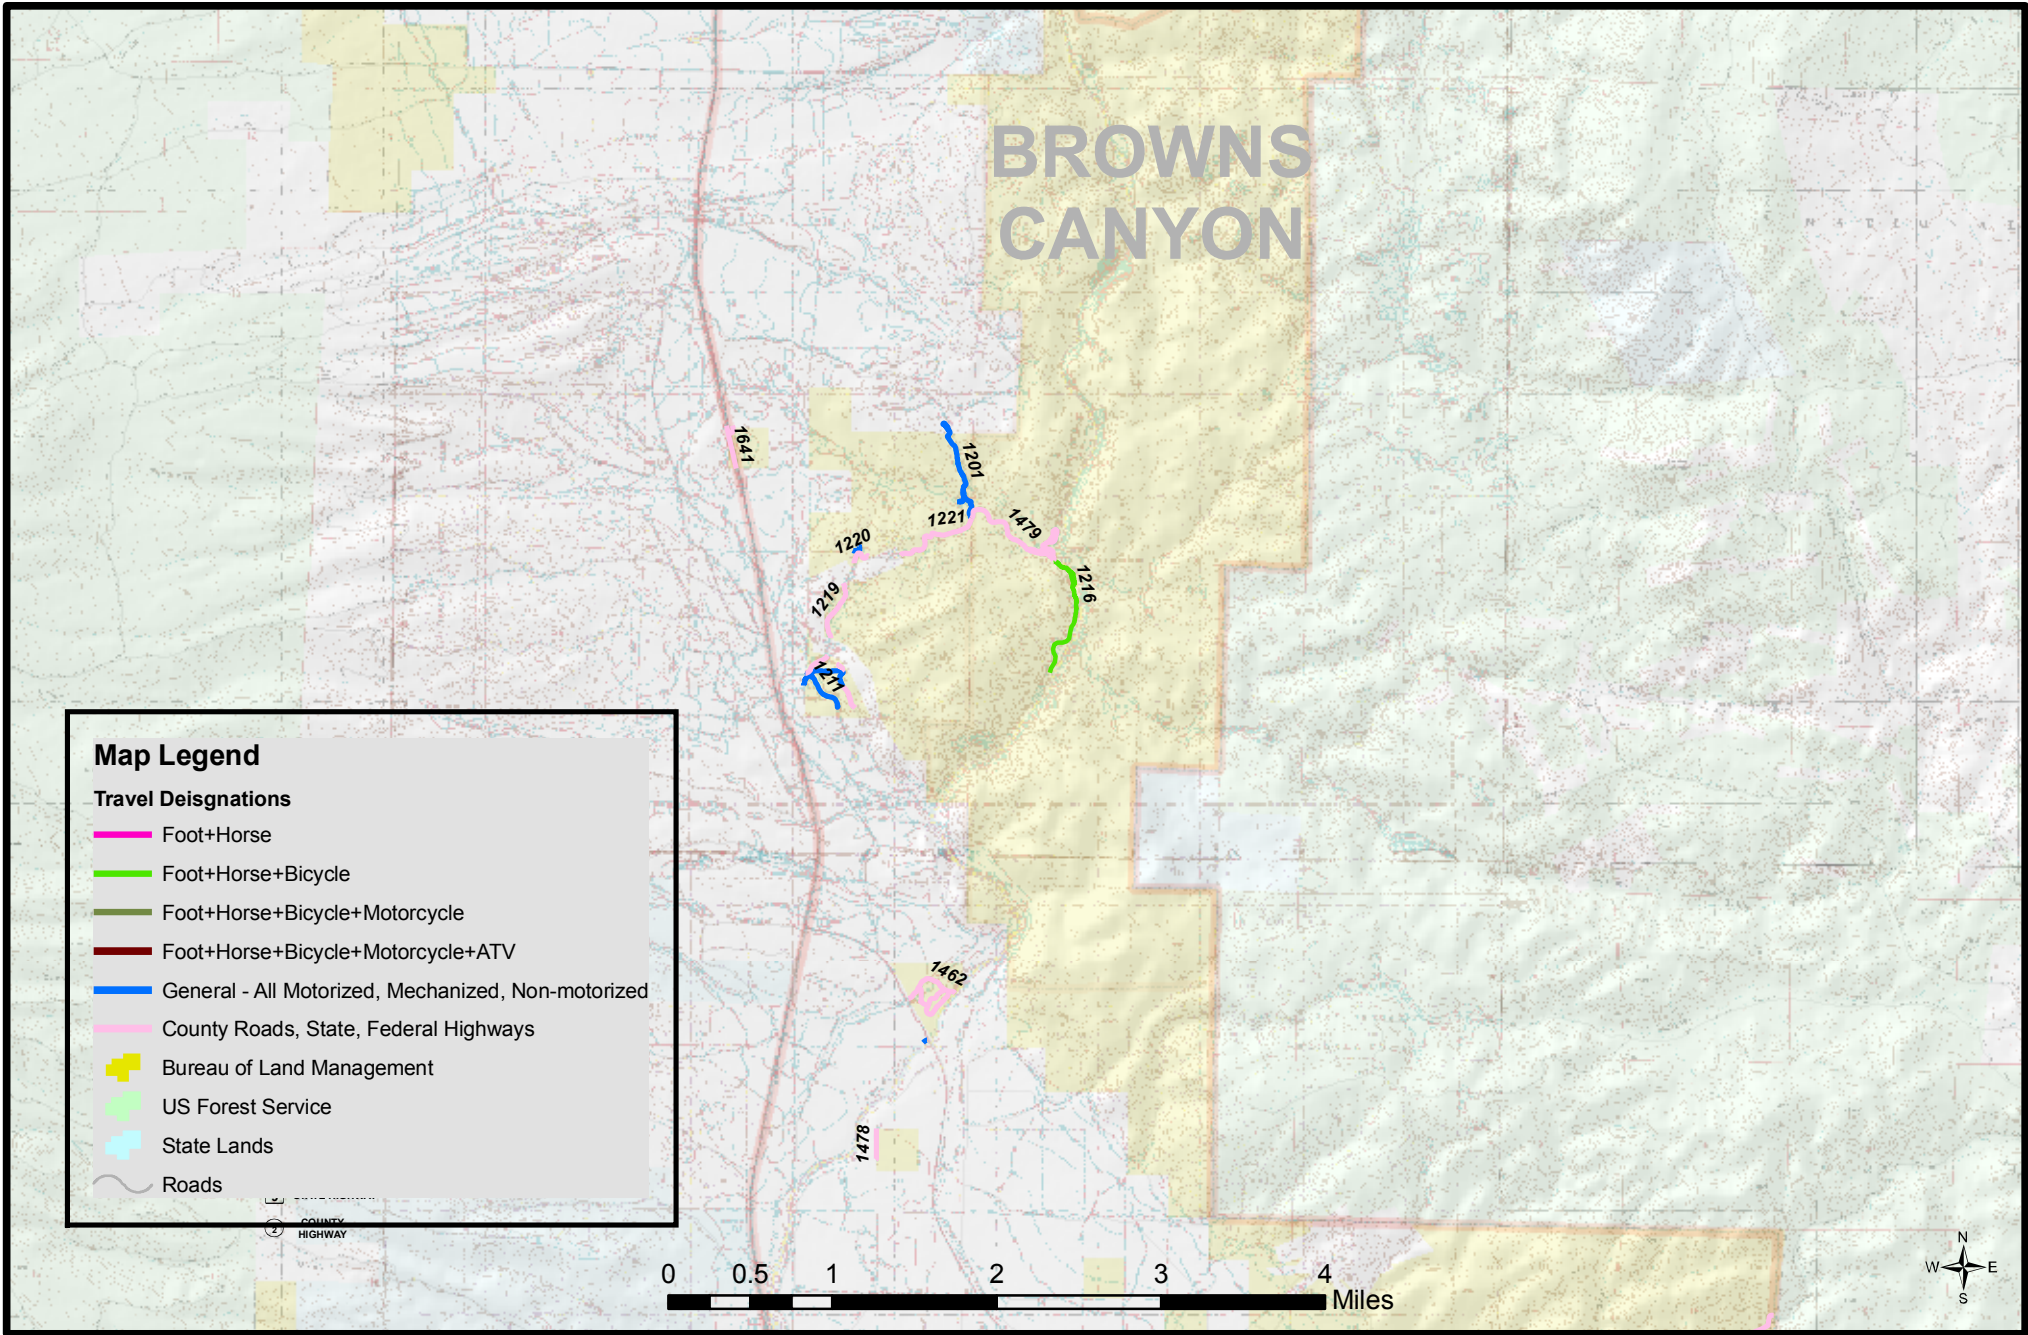 BROWNS
CANYON
1641
1201
1221
1479
1220
1216
1219
1211
Map Legend
Travel Deisgnations
Foot+Horse
Foot+Horse+Bicycle
Foot+Horse+Bicycle+Motorcycle
Foot+Horse+Bicycle+Motorcycle+ATV
General - All Motorized, Mechanized, Non-motorized
County Roads, State, Federal Highways
Bureau of Land Management
US Forest Service
State Lands
Roads
2 COUNTY
HIGHWAY
1462
1478
0 0.5 1 2 3 4
Miles
N
W E
S